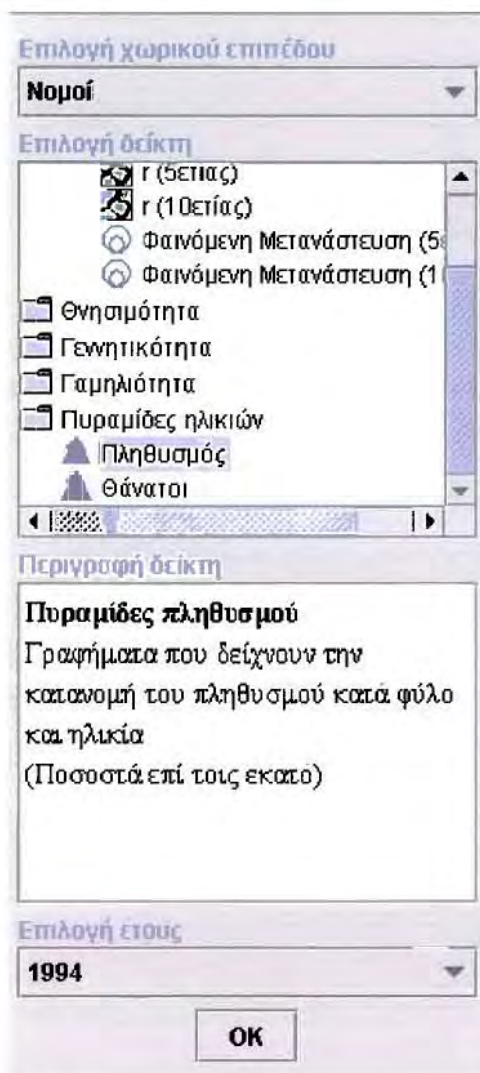 Επιλογή χωρικού επιπέδου
Νομοί
Επιλογή δείκτη
r (5ετίας)
r (10ετίας)
Φαινόμενη Μετανάστευση (5
Φαινόμενη Μετανάστευση (1
Θνησιμότητα
Γεννητικότητα
Γαμηλιότητα
Πυραμίδες ηλικιών
Πληθυσμός
Θάνατοι
Περιγραφή δείκτη
Πυραμίδες πληθυσμού
Γραφήματα που δείχνουν την
κατανομή του πληθυσμού κατά φύλο
και ηλικία
(Ποσοστά επί τοις εκατο)
Επιλογή έτους
1994
OK